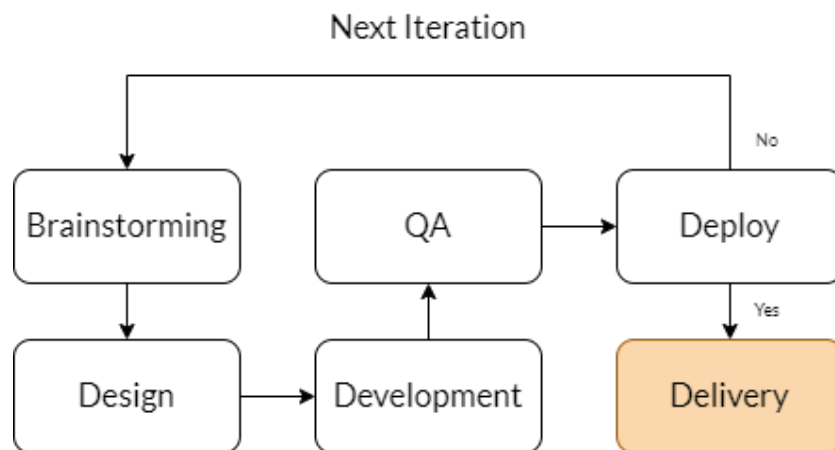 Next Iteration
No
Brainstorming
QA
Deploy
Yes
Design
Development
Delivery